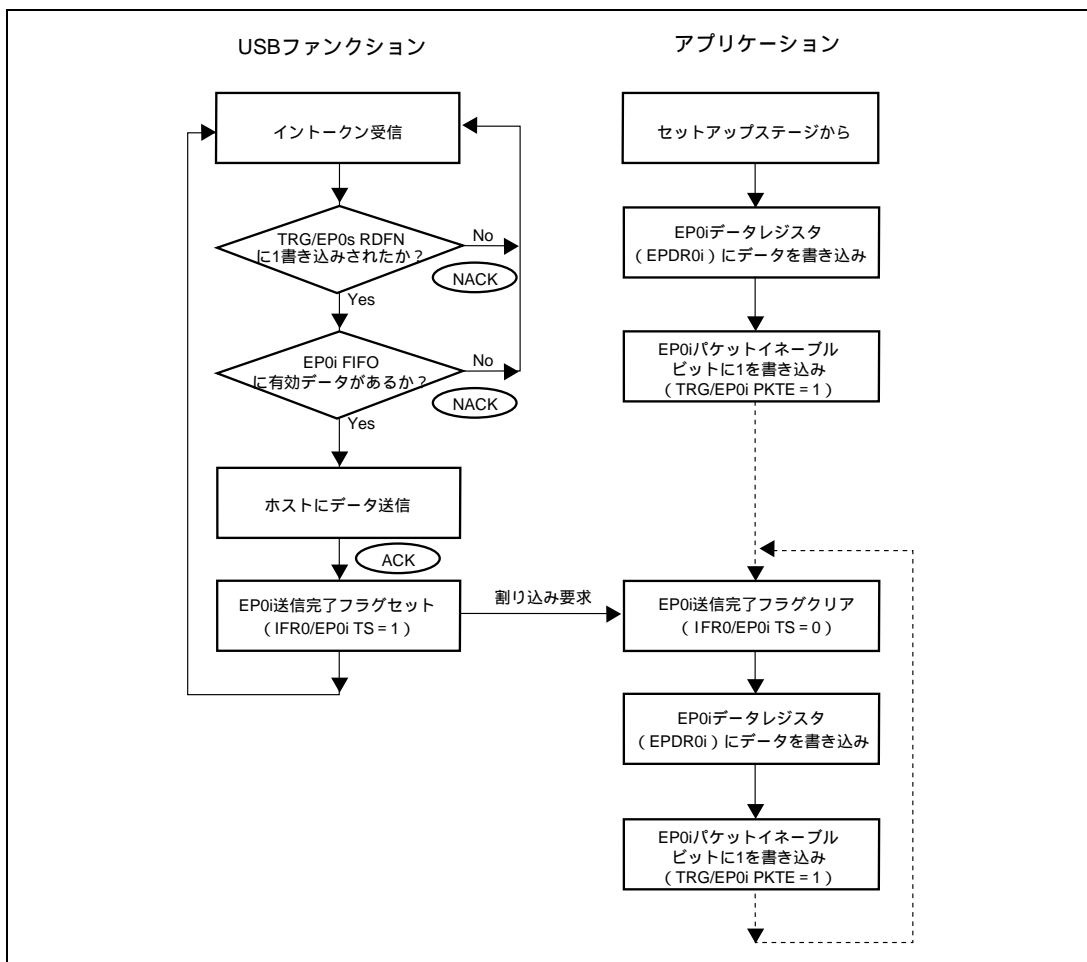 USBファンクション
アプリケーション
イントークン受信
TRG/EP0s RDFN
に1書き込みされたか？
No
NACK
Yes
EP0i FIFO
に有効データがあるか？
No
NACK
Yes
ホストにデータ送信
ACK
EP0i送信完了フラグセット
（IFR0/EP0i TS = 1）
割り込み要求
セットアップステージから
EP0iデータレジスタ
（EPDR0i）にデータを書き込み
EP0iパケットイネーブル
ビットに1を書き込み
（TRG/EP0i PKTE = 1）
EP0i送信完了フラグクリア
（IFR0/EP0i TS = 0）
EP0iデータレジスタ
（EPDR0i）にデータを書き込み
EP0iパケットイネーブル
ビットに1を書き込み
（TRG/EP0i PKTE = 1）